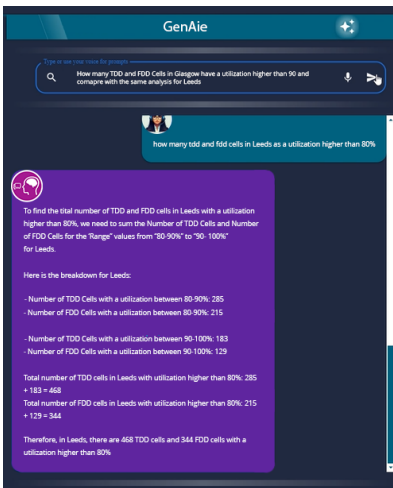 GenAie
Type or use your voice for prompts
How many TDD and FDD Cells in Glasgow have a utilization higher than 90 and
comapre with the same analysis for Leeds
how many tdd and fdd cells in Leeds as a utilization higher than 80%
To find the tital number of TDD and FDD cells in Leeds with a utilization
higher than 80%, we need to sum the Number of TDD Cells and Number
of FDD Cells for the 'Range" values from "80-90%" to "90- 100%"
for Leeds.
Here is the breakdown for Leeds:
- Number of TDD Cells with a utilization between 80-90%: 285
- Number of FDD Cells with a utilization between 80-90%: 215
- Number of TDD Cells with a utilization between 90-100%: 183
- Number of FDD Cells with a utilization between 90-100%: 129
Total number of TDD cells in Leeds with utilization higher than 80%: 285
+ 183 = 468
Total number of FDD cells in Leeds with utilization higher than 80%: 215
+ 129 = 344
Therefore, in Leeds, there are 468 TDD cells and 344 FDD cells with a
utilization higher than 80%